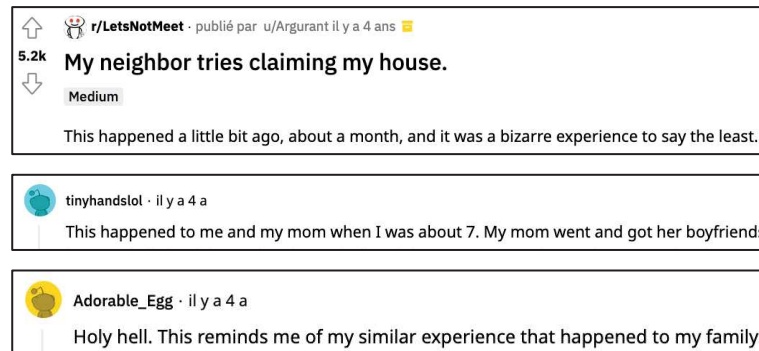 r/LetsNotMeet · publié par u/Argurant il y a 4 ans
5.2k
My neighbor tries claiming my house.
Medium
This happened a little bit ago, about a month, and it was a bizarre experience to say the least.
tinyhandslol · il y a 4 a
This happened to me and my mom when I was about 7. My mom went and got her boyfriend
Adorable_Egg · il y a 4 a
Holy hell. This reminds me of my similar experience that happened to my family